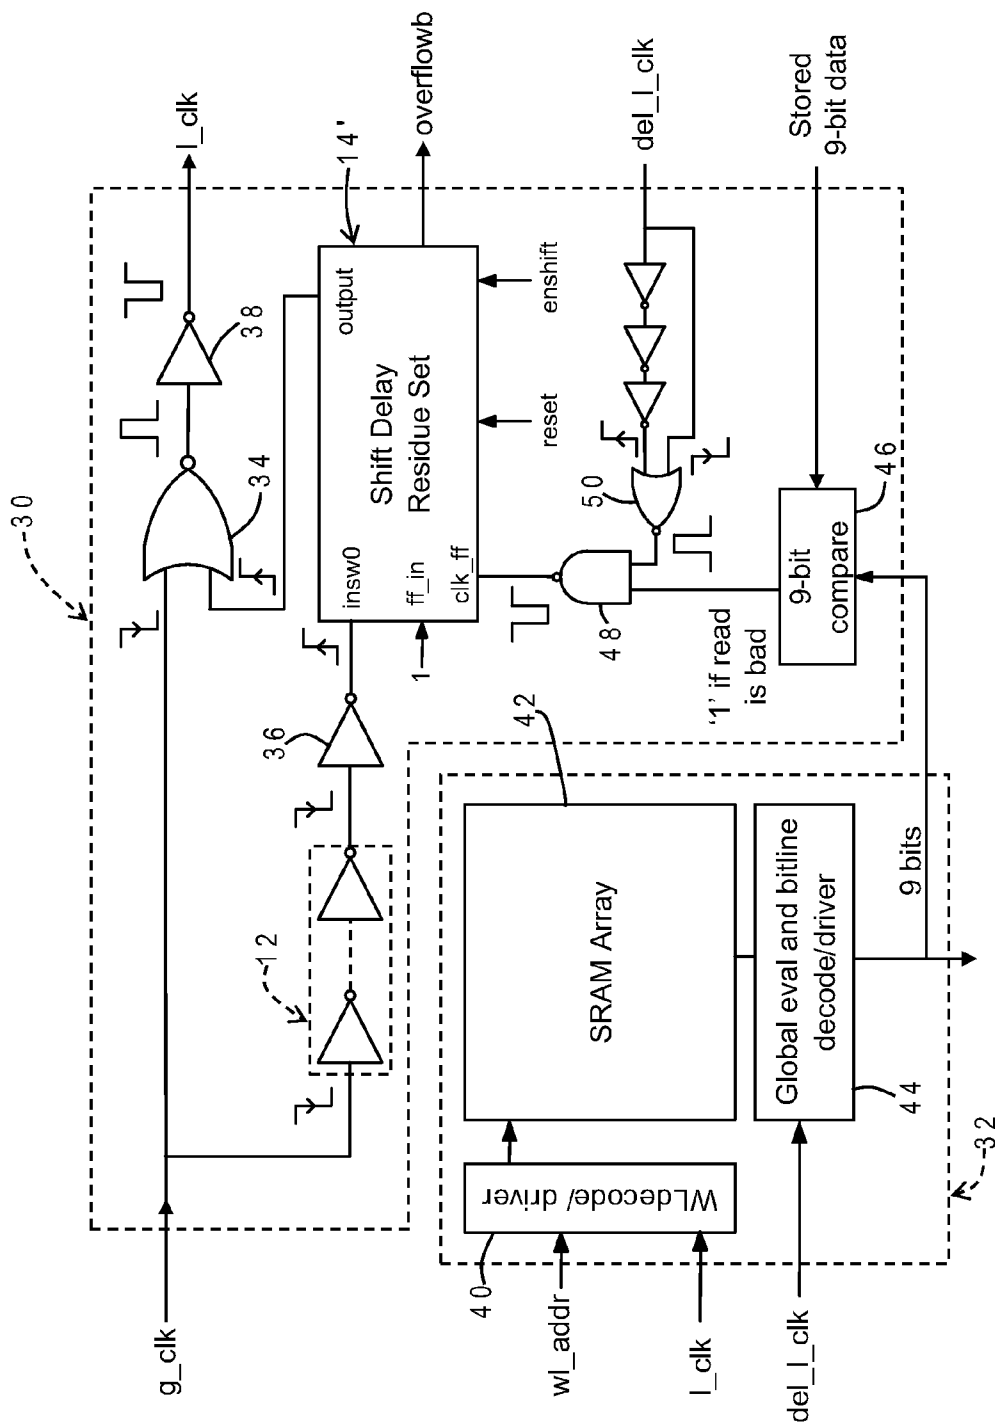 30
g_clk
l_clk
34
38
12
36
insw0
ff_in
clk_ff
Shift Delay
Residue Set
output
14'
overflowb
1
reset
enshift
del_l_clk
50
48
'1' if read
is bad
9-bit
compare
46
Stored
9-bit data
40
WLdecode/ driver
wl_addr
l_clk
SRAM Array
42
Global eval and bitline
decode/driver
44
del_l_clk
9 bits
32